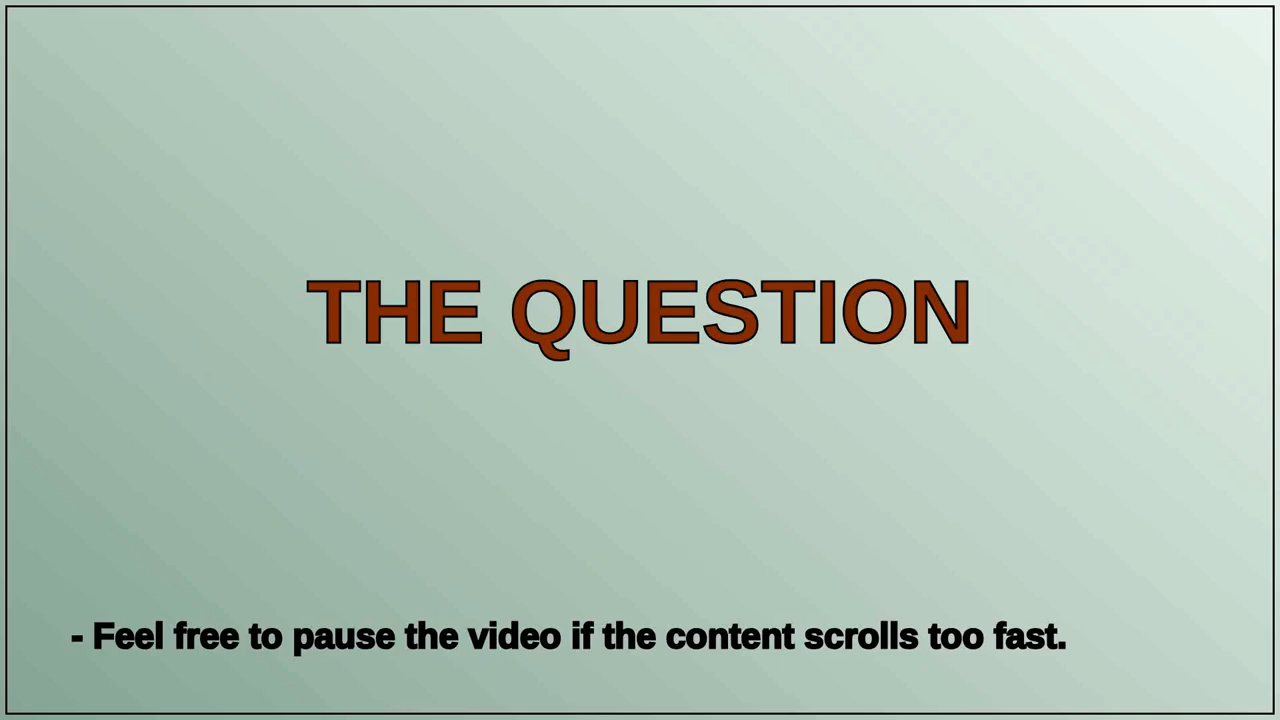 THE QUESTION
- Feel free to pause the video if the content scrolls too fast.